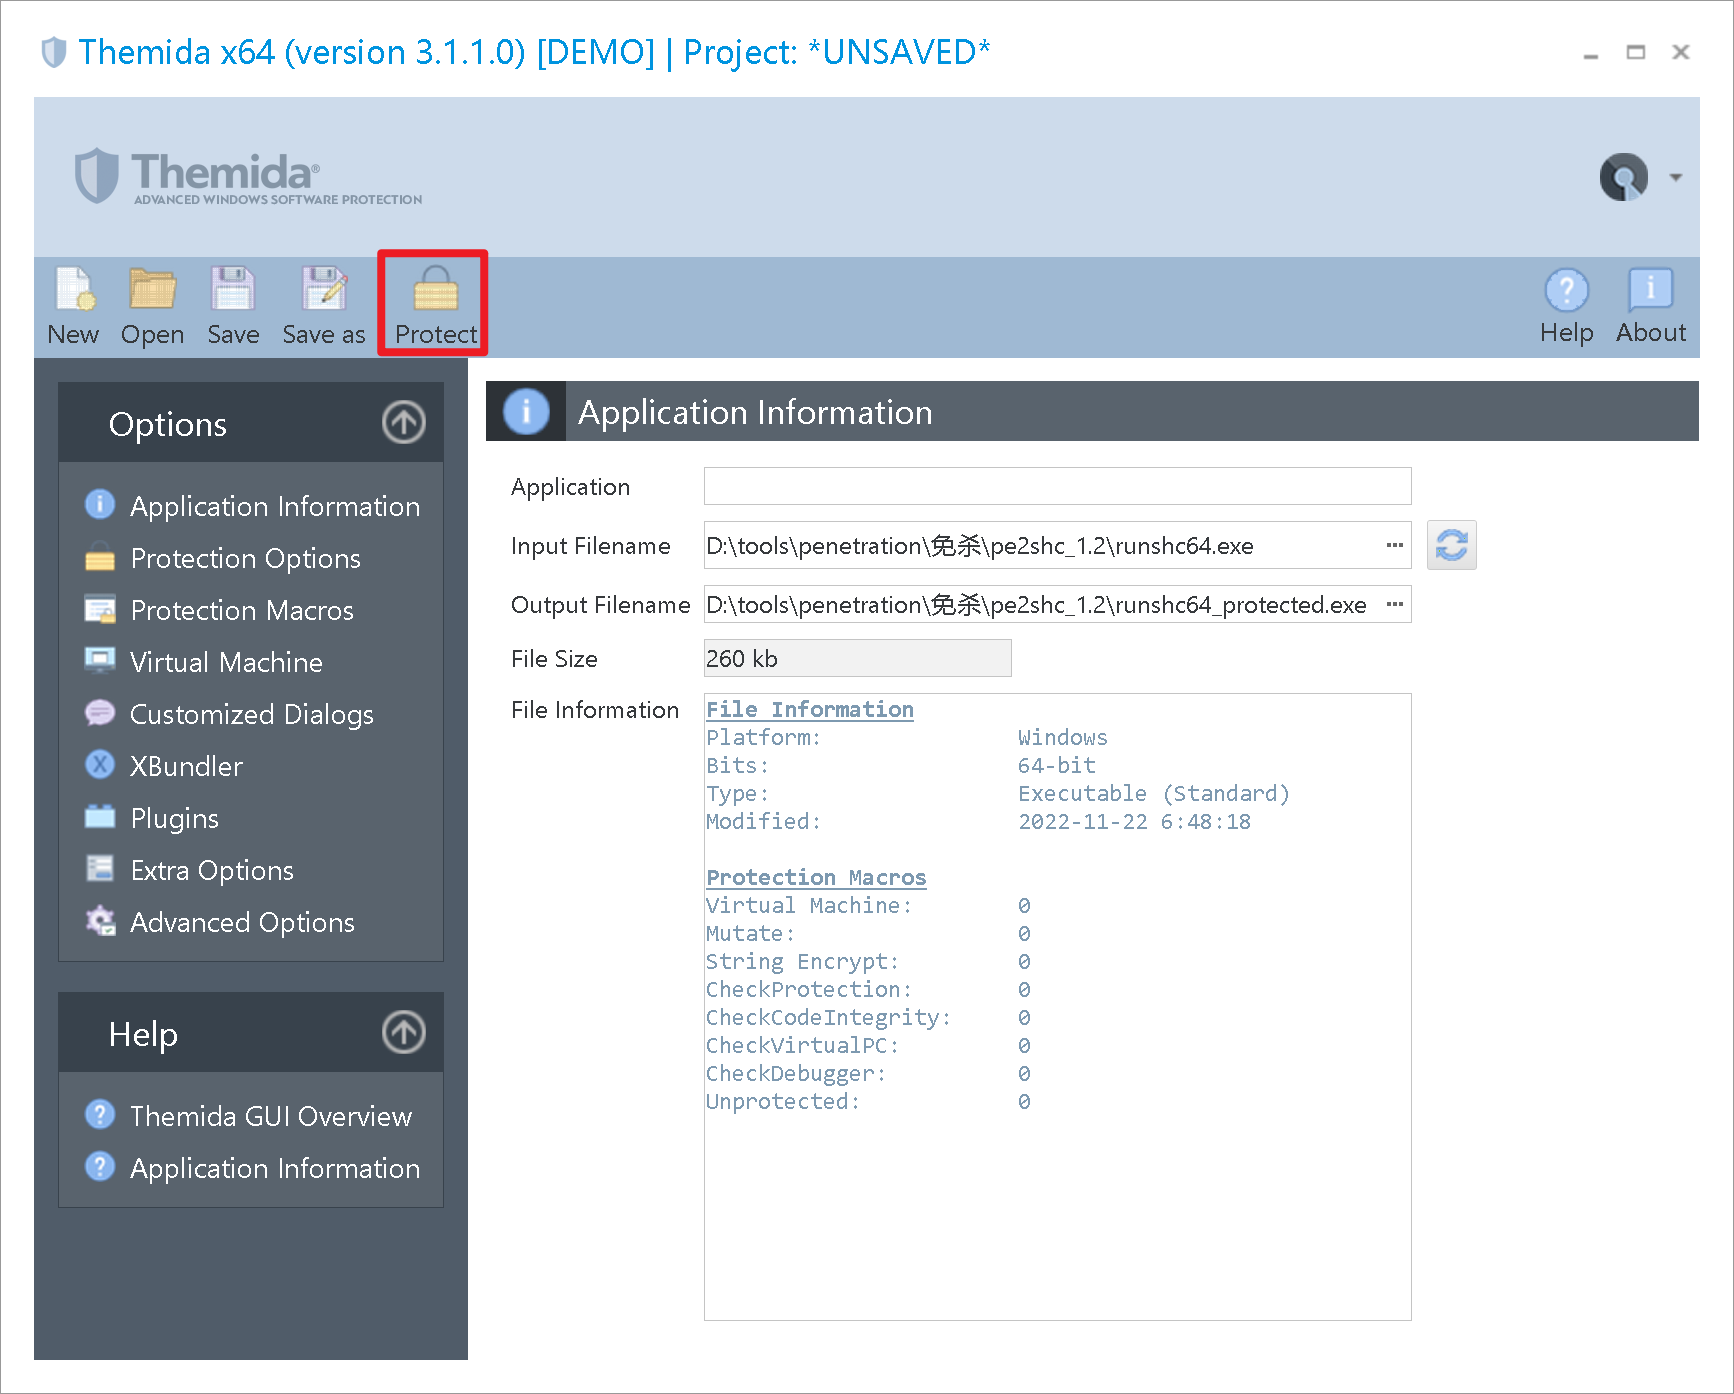 Themida x64 (version 3.1.1.0) [DEMO] | Project: *UNSAVED*
Themida®
ADVANCED WINDOWS SOFTWARE PROTECTION
New Open Save Save as Protect Help About
Options
Application Information
Protection Options
Protection Macros
Virtual Machine
Customized Dialogs
XBundler
Plugins
Extra Options
Advanced Options
Help
Themida GUI Overview
Application Information
Application Information
Application
Input Filename D:\tools\penetration\免杀\pe2shc_1.2\runshc64.exe ...
Output Filename D:\tools\penetration\免杀\pe2shc_1.2\runshc64_protected.exe ...
File Size 260 kb
File Information
File Information
Platform: Windows
Bits: 64-bit
Type: Executable (Standard)
Modified: 2022-11-22 6:48:18
Protection Macros
Virtual Machine: 0
Mutate: 0
String Encrypt: 0
CheckProtection: 0
CheckCodeIntegrity: 0
CheckVirtualPC: 0
CheckDebugger: 0
Unprotected: 0